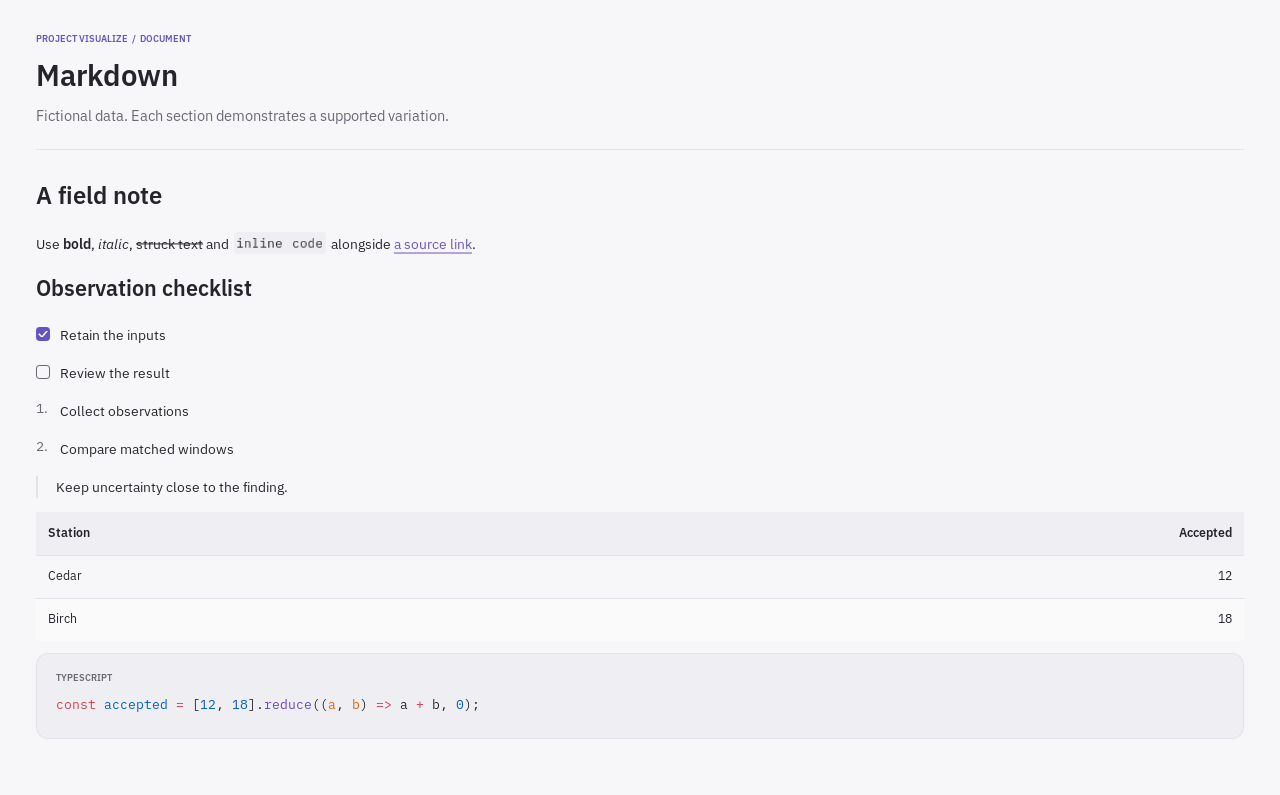 PROJECT VISUALIZE / DOCUMENT
Markdown
Fictional data. Each section demonstrates a supported variation.
A field note
Use bold, italic, struck text and inline code alongside a source link.
Observation checklist
Retain the inputs
Review the result
1. Collect observations
2. Compare matched windows
Keep uncertainty close to the finding.
Station Accepted
Cedar 12
Birch 18
TYPESCRIPT
const accepted = [12, 18].reduce((a, b) => a + b, 0);